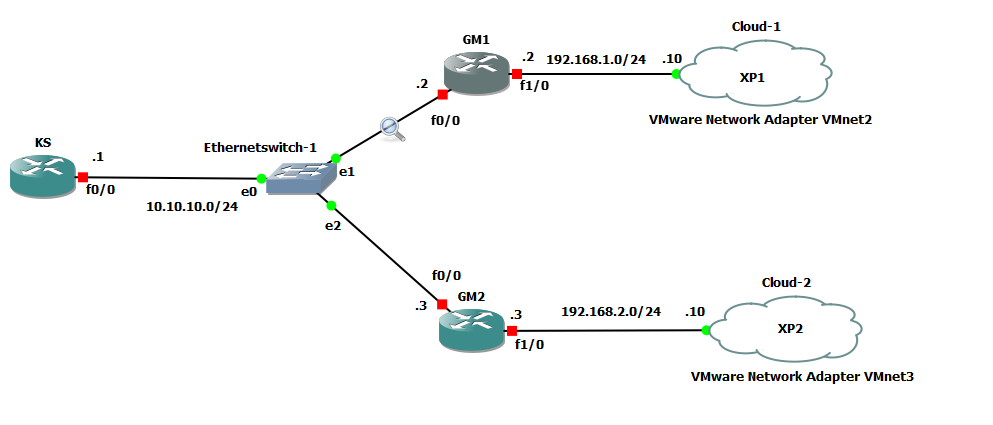 Cloud-1
GM1
.2
192.168.1.0/24
.10
XP1
f1/0
.2
f0/0
VMware Network Adapter VMnet2
KS
.1
f0/0
Ethernetswitch-1
e1
e0
10.10.10.0/24
e2
f0/0
Cloud-2
GM2
.3
.3
192.168.2.0/24
.10
XP2
f1/0
VMware Network Adapter VMnet3